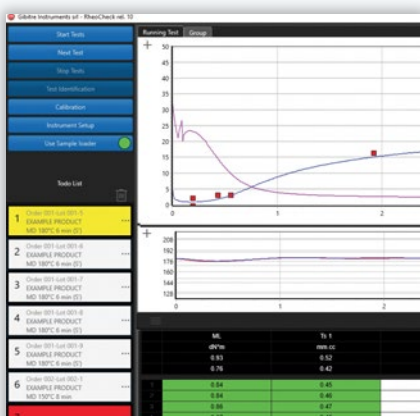 Gibitre Instruments srl - RheoCheck rel. 10
Start Tests
Next Test
Stop Tests
Test Identification
Calibration
Instrument Setup
Use Sample loader
Todo List
1 Order 001-Lot 001-5
EXAMPLE PRODUCT
MD 180°C 6 min (S')
2 Order 001-Lot 001-6
EXAMPLE PRODUCT
MD 180°C 6 min (S')
3 Order 001-Lot 001-7
EXAMPLE PRODUCT
MD 180°C 6 min (S')
4 Order 001-Lot 001-8
EXAMPLE PRODUCT
MD 180°C 6 min (S')
5 Order 001-Lot 001-9
EXAMPLE PRODUCT
MD 180°C 6 min (S')
6 Order 002-Lot 002-1
EXAMPLE PRODUCT
MD 150°C 8 min
Running Test Group
50
45
40
35
30
25
20
15
10
5
0
0 1 2
208
192
176
160
144
128
0 1 2
ML Ts 1
dN*m mm.cc
0.93 0.52
0.76 0.42
0.84 0.45
0.84 0.46
0.86 0.47